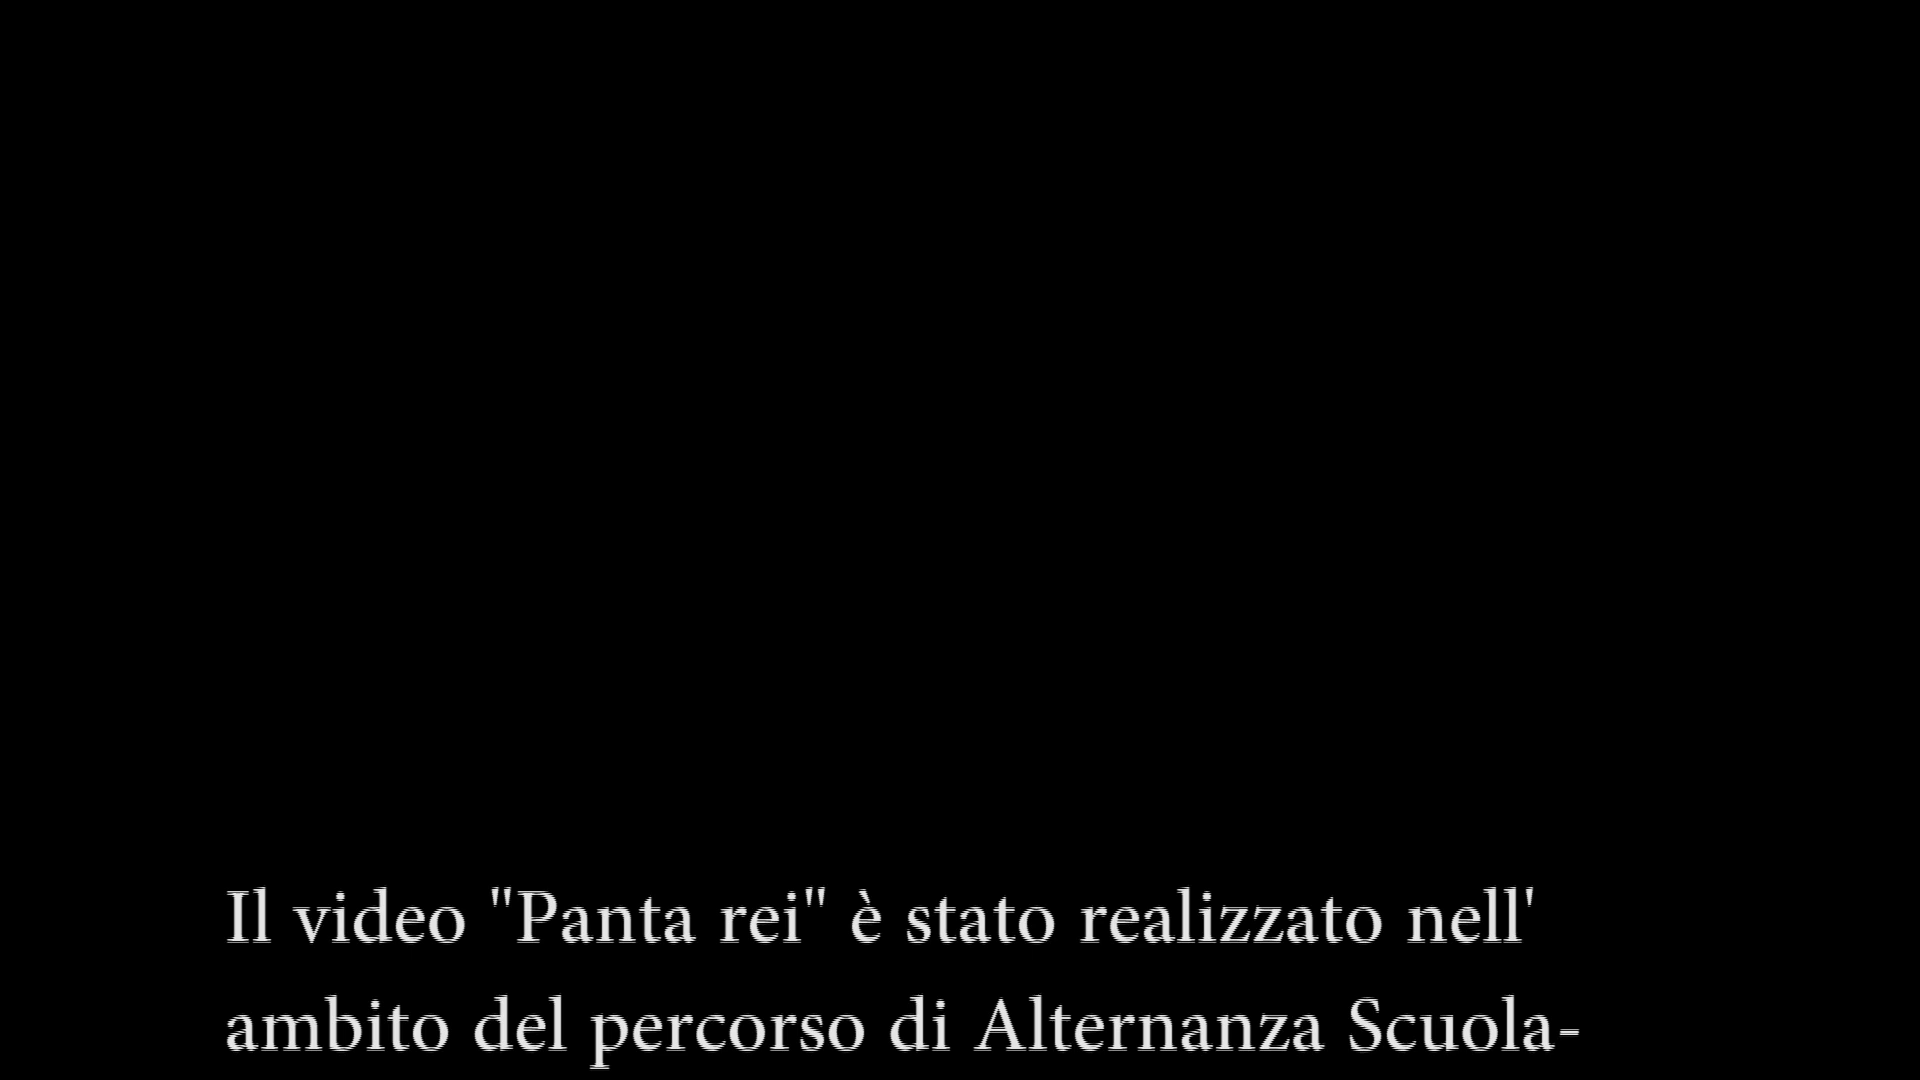 Il video "Panta rei" è stato realizzato nell'
ambito del percorso di Alternanza Scuola-